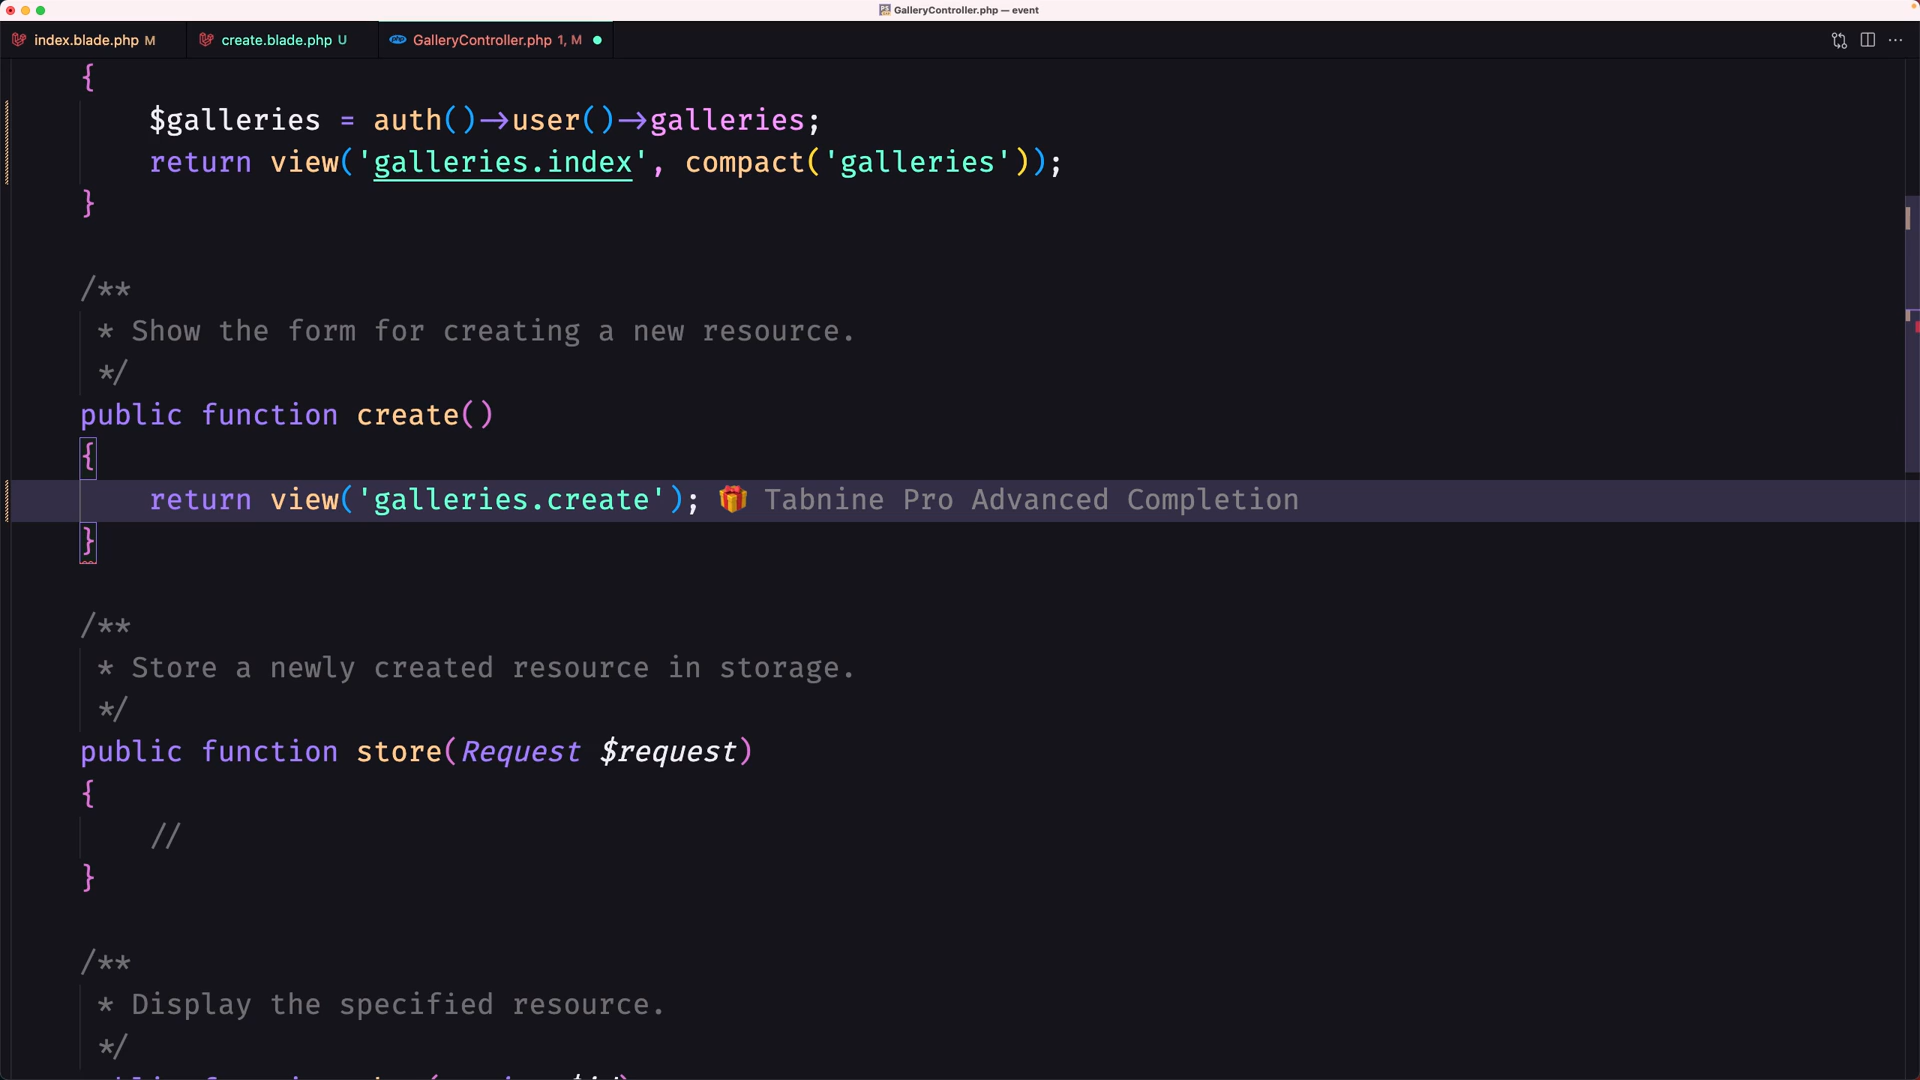 GalleryController.php — event
index.blade.php M
create.blade.php U
GalleryController.php 1, M
{
$galleries = auth()->user()->galleries;
return view('galleries.index', compact('galleries'));
}
/**
* Show the form for creating a new resource.
*/
public function create()
{
return view('galleries.create'); 🎁 Tabnine Pro Advanced Completion
}
/**
* Store a newly created resource in storage.
*/
public function store(Request $request)
{
//
}
/**
* Display the specified resource.
*/